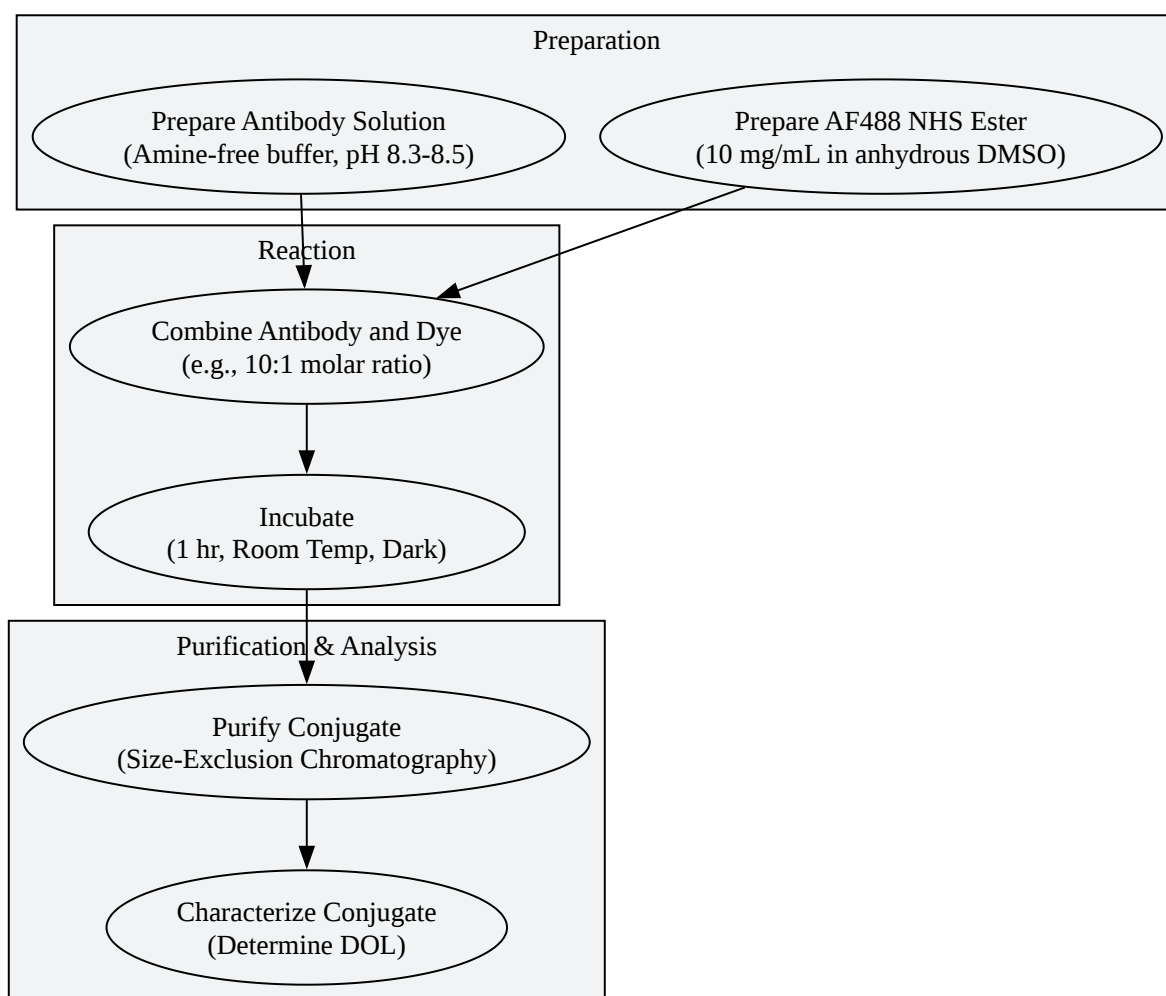 Preparation
Prepare Antibody Solution
(Amine-free buffer, pH 8.3-8.5)
Prepare AF488 NHS Ester
(10 mg/mL in anhydrous DMSO)
Reaction
Combine Antibody and Dye
(e.g., 10:1 molar ratio)
Incubate
(1 hr, Room Temp, Dark)
Purification & Analysis
Purify Conjugate
(Size-Exclusion Chromatography)
Characterize Conjugate
(Determine DOL)